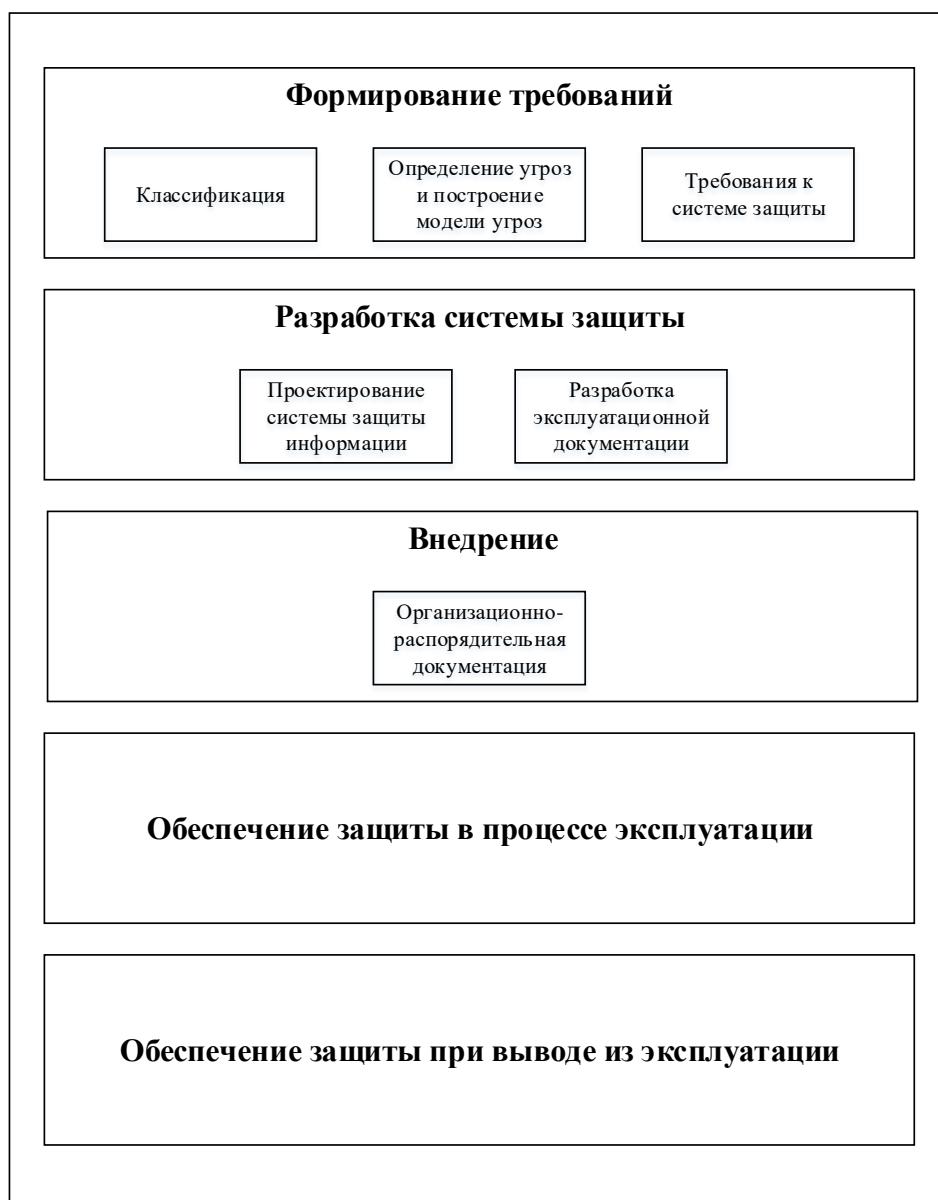 Формирование требований
Классификация
Определение угроз
и построение
модели угроз
Требования к
системе защиты
Разработка системы защиты
Проектирование
системы защиты
информации
Разработка
эксплуатационной
документации
Внедрение
Организационно-
распорядительная
документация
Обеспечение защиты в процессе эксплуатации
Обеспечение защиты при выводе из эксплуатации